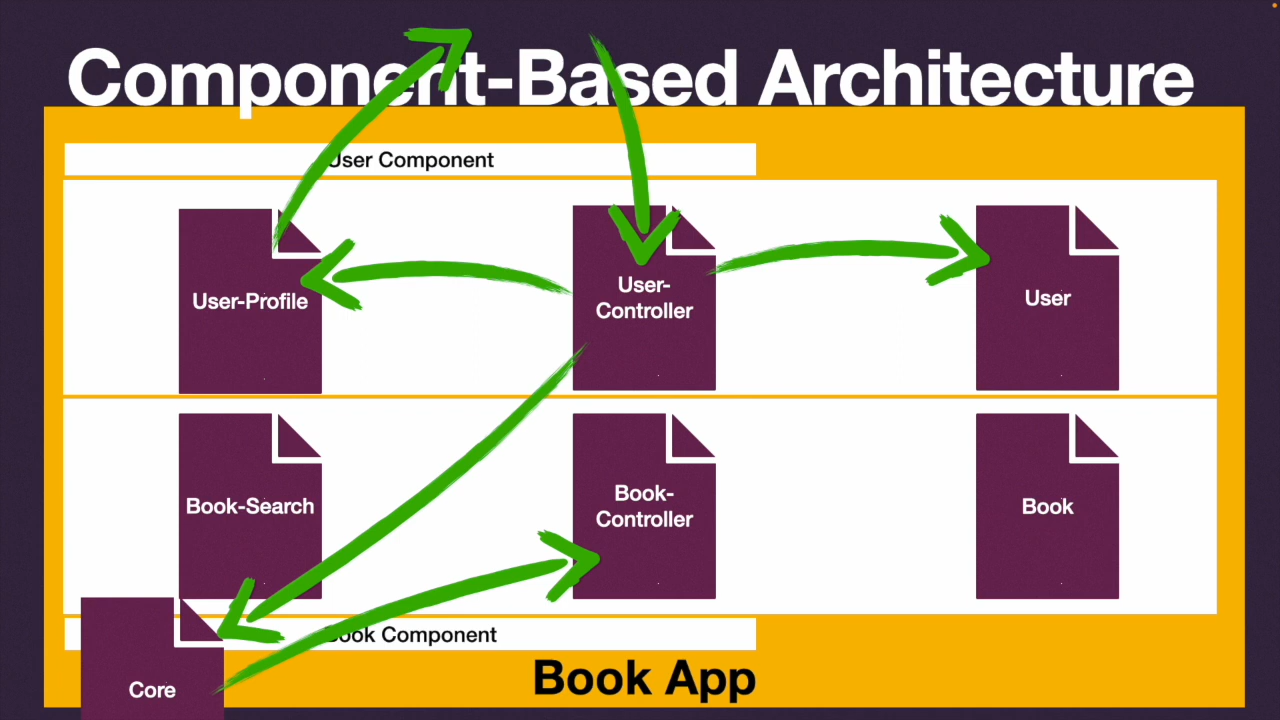 Component-Based Architecture
User Component
User-Profile
User-
Controller
User
Book-Search
Book-
Controller
Book
Book Component
Core
Book App